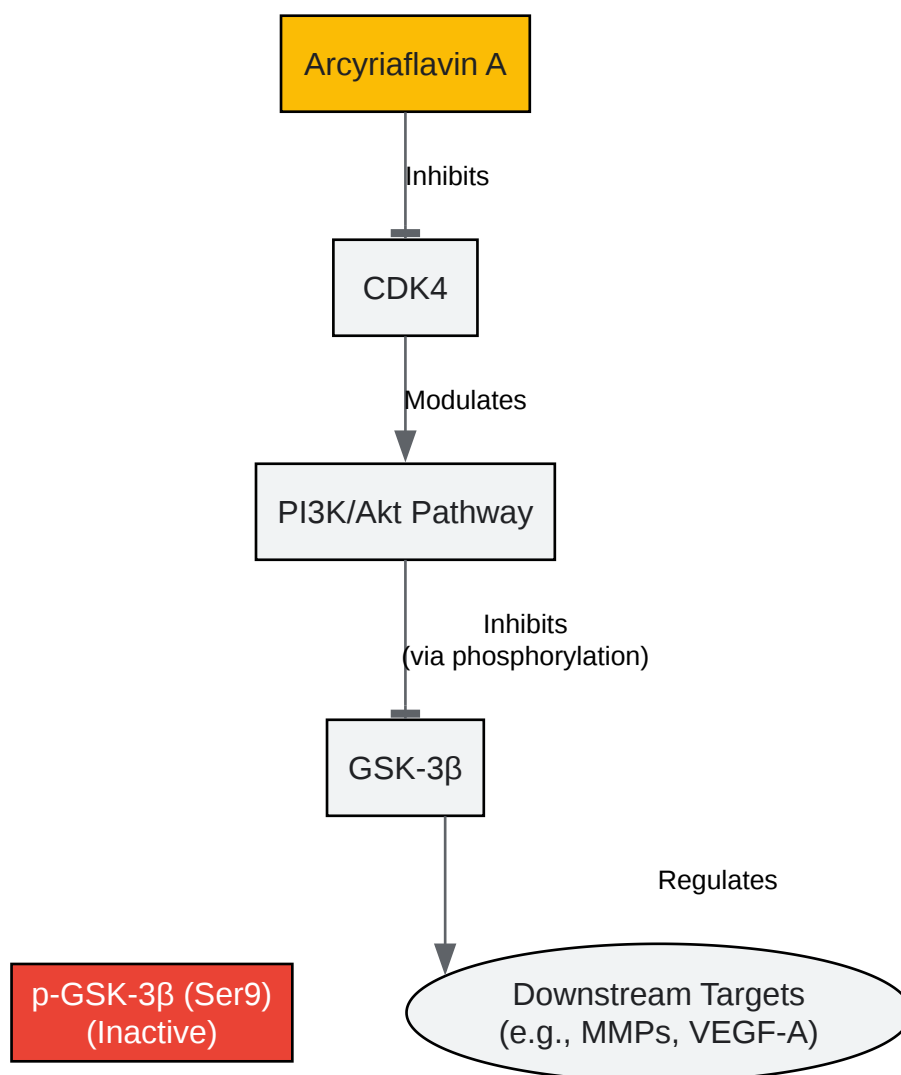 Arcyriaflavin A
Inhibits
CDK4
Modulates
PI3K/Akt Pathway
Inhibits
(via phosphorylation)
GSK-3β
Regulates
p-GSK-3β (Ser9)
(Inactive)
Downstream Targets
(e.g., MMPs, VEGF-A)